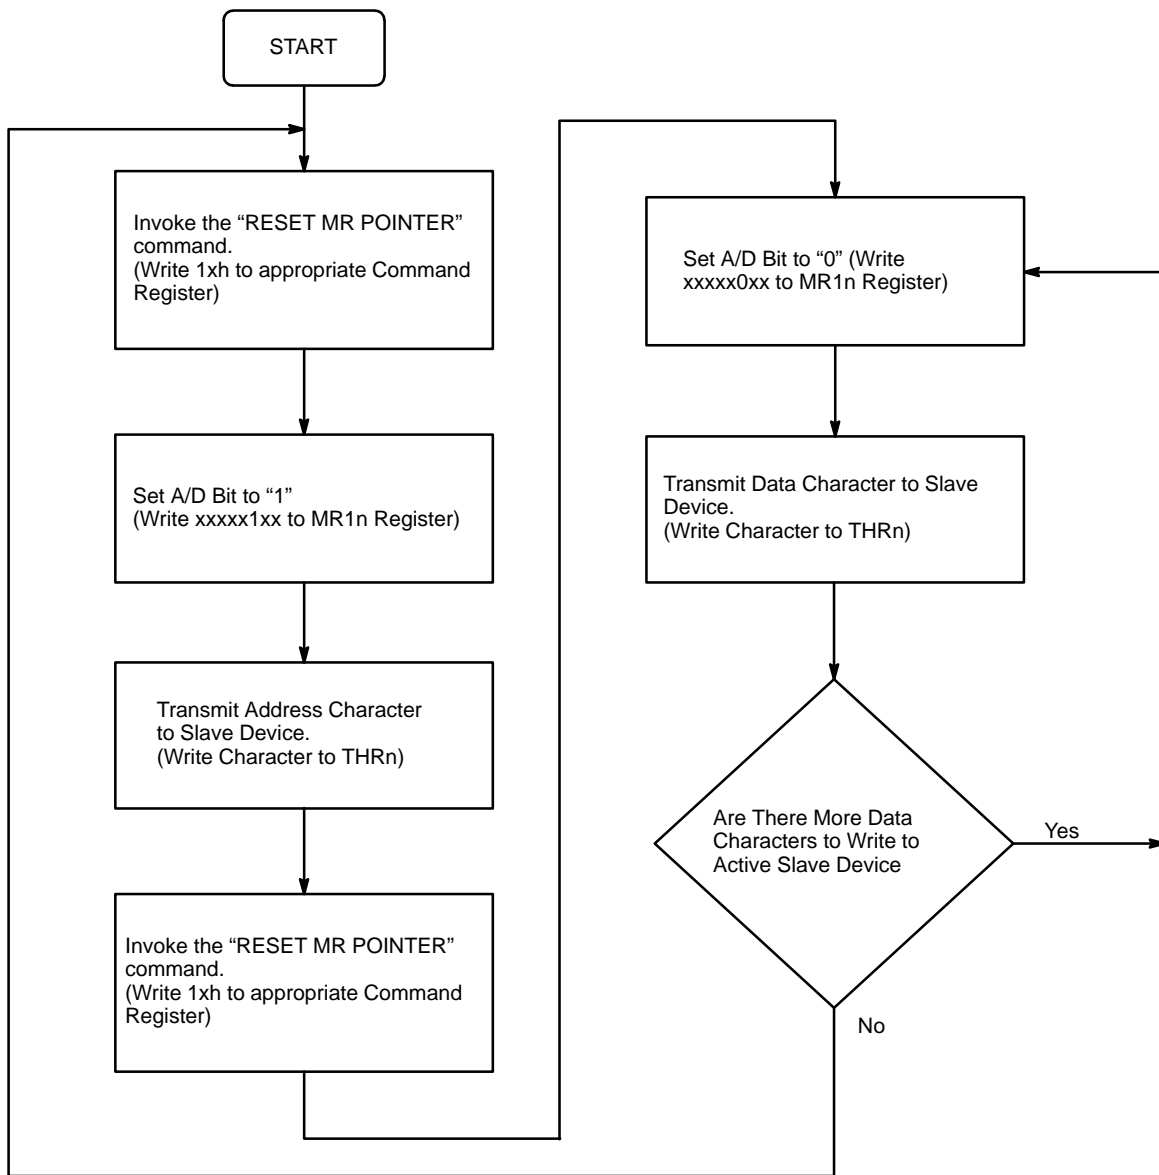 START
Invoke the “RESET MR POINTER”
command.
(Write 1xh to appropriate Command
Register)
Set A/D Bit to “1”
(Write xxxxx1xx to MR1n Register)
Transmit Address Character
to Slave Device.
(Write Character to THRn)
Invoke the “RESET MR POINTER”
command.
(Write 1xh to appropriate Command
Register)
Set A/D Bit to “0” (Write
xxxxx0xx to MR1n Register)
Transmit Data Character to Slave
Device.
(Write Character to THRn)
Are There More Data
Characters to Write to
Active Slave Device
Yes
No